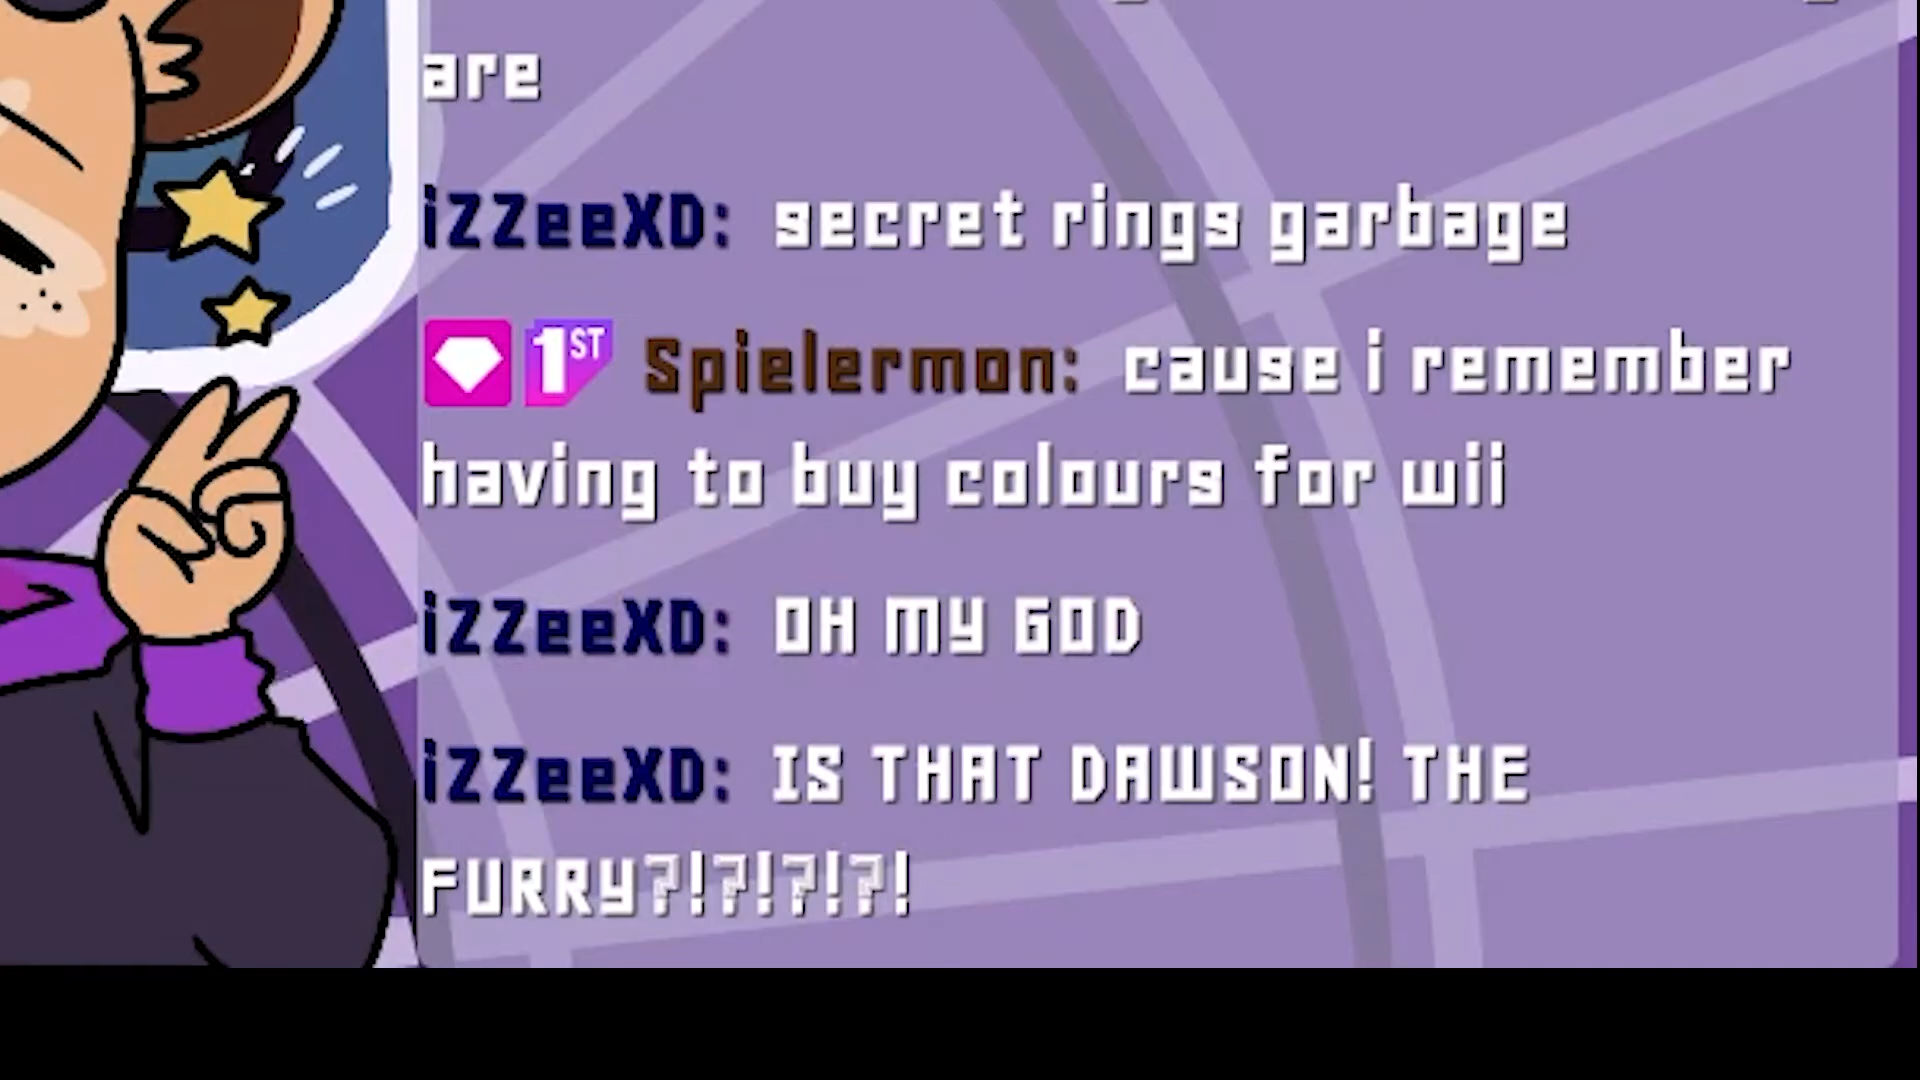 are
iZZeeXD: secret rings garbage
1ST Spielermon: cause i remember
having to buy colours for wii
iZZeeXD: OH MY GOD
iZZeeXD: IS THAT DAWSON! THE
FURRY?!?!?!?!